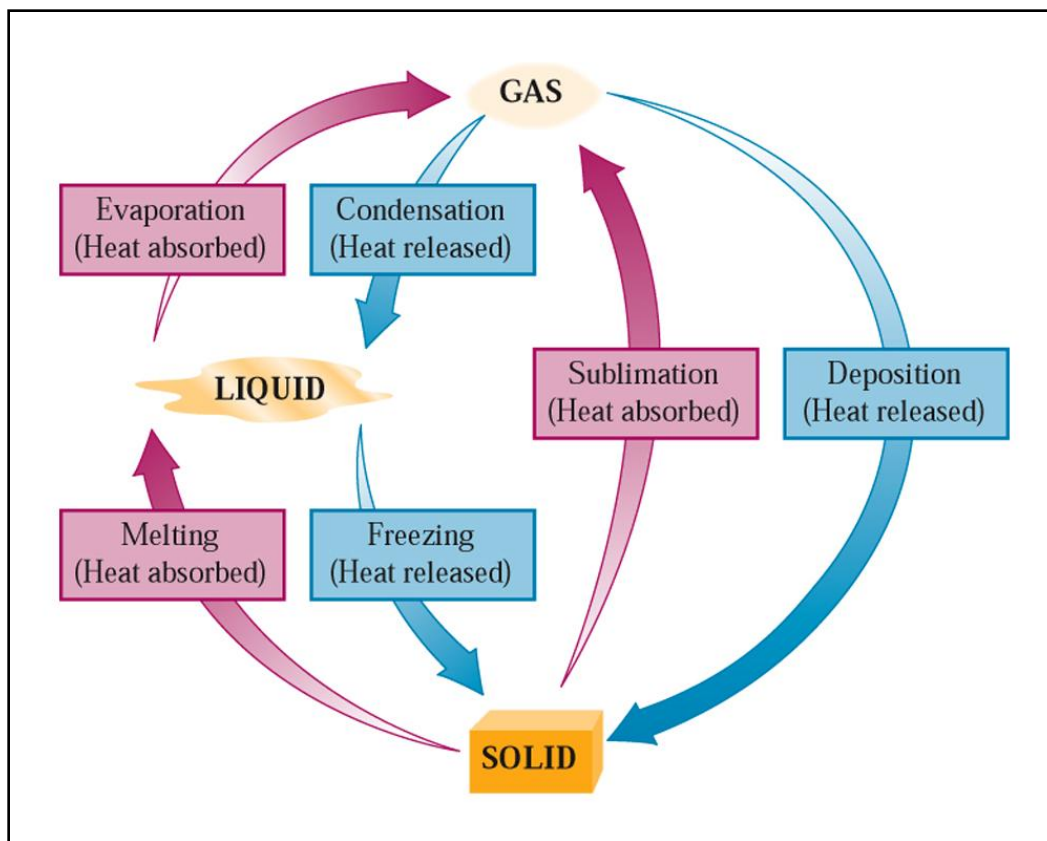 GAS
Evaporation
(Heat absorbed)
Condensation
(Heat released)
LIQUID
Sublimation
(Heat absorbed)
Deposition
(Heat released)
Melting
(Heat absorbed)
Freezing
(Heat released)
SOLID